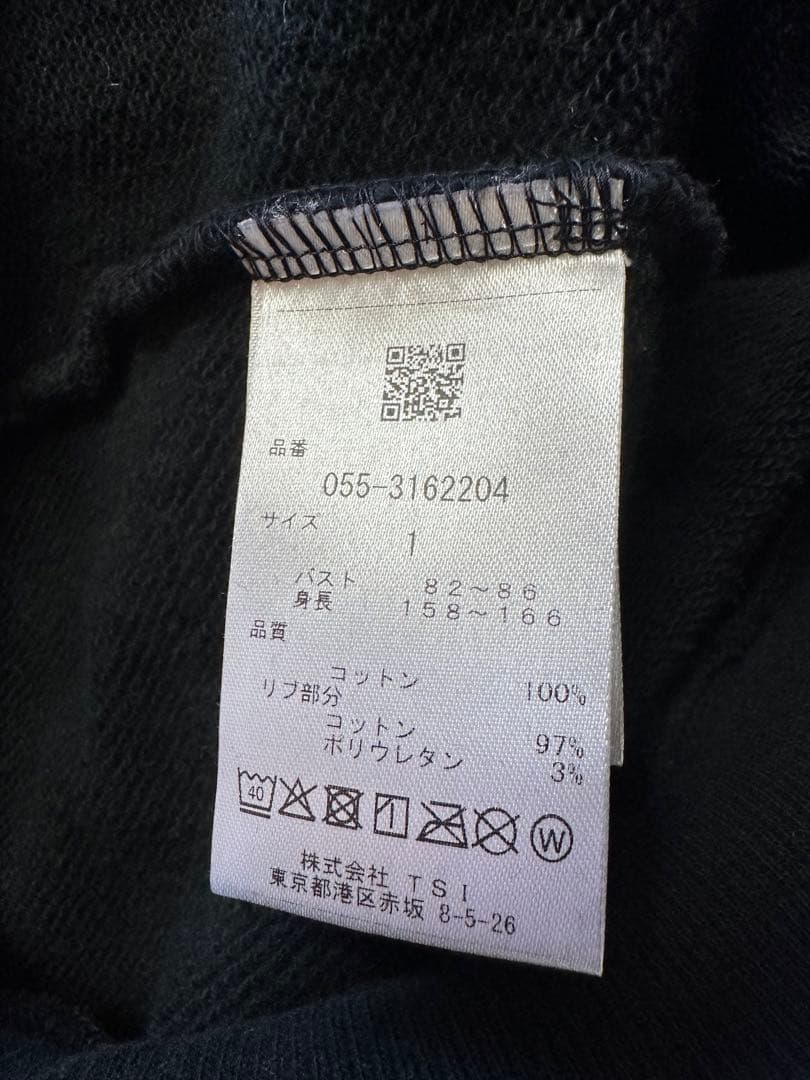 品番
055-3162204
サイズ
1
バスト 82～86
身長 158～166
品質
コットン 100%
リブ部分
コットン 97%
ポリウレタン 3%
40
W
株式会社 TSI
東京都港区赤坂 8-5-26